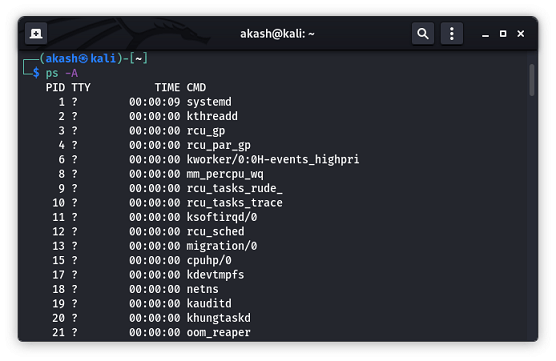 akash@kali: ~
┌──(akash㉿kali)-[~]
└─$ ps -A
PID TTY TIME CMD
1 ? 00:00:09 systemd
2 ? 00:00:00 kthreadd
3 ? 00:00:00 rcu_gp
4 ? 00:00:00 rcu_par_gp
6 ? 00:00:00 kworker/0:0H-events_highpri
8 ? 00:00:00 mm_percpu_wq
9 ? 00:00:00 rcu_tasks_rude_
10 ? 00:00:00 rcu_tasks_trace
11 ? 00:00:00 ksoftirqd/0
12 ? 00:00:00 rcu_sched
13 ? 00:00:00 migration/0
15 ? 00:00:00 cpuhp/0
17 ? 00:00:00 kdevtmpfs
18 ? 00:00:00 netns
19 ? 00:00:00 kauditd
20 ? 00:00:00 khungtaskd
21 ? 00:00:00 oom_reaper